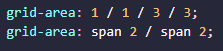 grid-area: 1 / 1 / 3 / 3;
grid-area: span 2 / span 2;